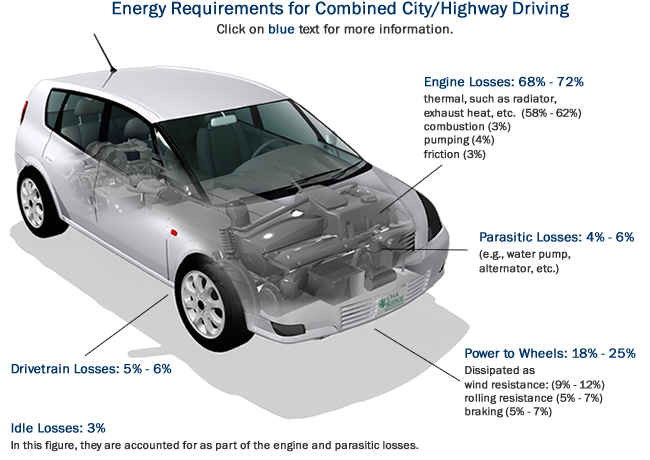 Energy Requirements for Combined City/Highway Driving
Click on blue text for more information.
Engine Losses: 68% - 72%
thermal, such as radiator,
exhaust heat, etc. (58% - 62%)
combustion (3%)
pumping (4%)
friction (3%)
Parasitic Losses: 4% - 6%
(e.g., water pump,
alternator, etc.)
OAK
RIDGE
Power to Wheels: 18% - 25%
Dissipated as
wind resistance: (9% - 12%)
rolling resistance (5% - 7%)
braking (5% - 7%)
Drivetrain Losses: 5% - 6%
Idle Losses: 3%
In this figure, they are accounted for as part of the engine and parasitic losses.